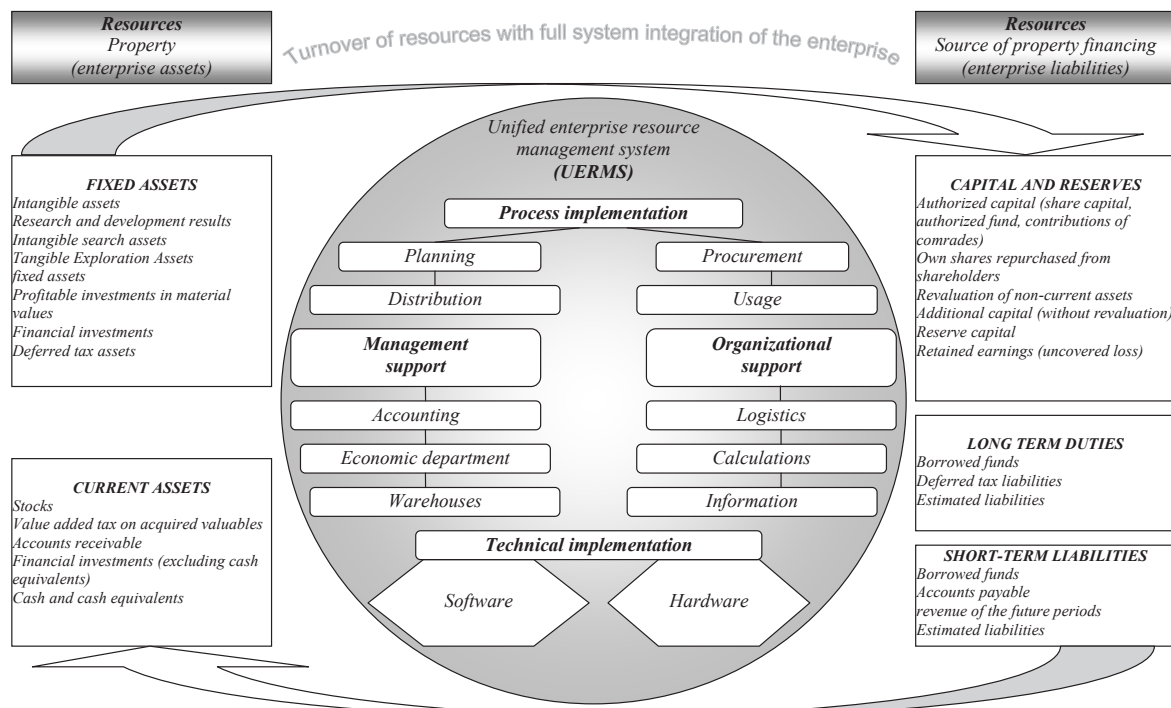 Resources
Property
(enterprise assets)
Turnover of resources with full system integration of the enterprise
Resources
Source of property financing
(enterprise liabilities)
FIXED ASSETS
Intangible assets
Research and development results
Intangible search assets
Tangible Exploration Assets
fixed assets
Profitable investments in material
values
Financial investments
Deferred tax assets
CURRENT ASSETS
Stocks
Value added tax on acquired valuables
Accounts receivable
Financial investments (excluding cash
equivalents)
Cash and cash equivalents
Unified enterprise resource
management system
(UERMS)
Process implementation
Planning
Procurement
Distribution
Usage
Management
support
Organizational
support
Accounting
Logistics
Economic department
Calculations
Warehouses
Information
Technical implementation
Software
Hardware
CAPITAL AND RESERVES
Authorized capital (share capital,
authorized fund, contributions of
comrades)
Own shares repurchased from
shareholders
Revaluation of non-current assets
Additional capital (without revaluation)
Reserve capital
Retained earnings (uncovered loss)
LONG TERM DUTIES
Borrowed funds
Deferred tax liabilities
Estimated liabilities
SHORT-TERM LIABILITIES
Borrowed funds
Accounts payable
revenue of the future periods
Estimated liabilities